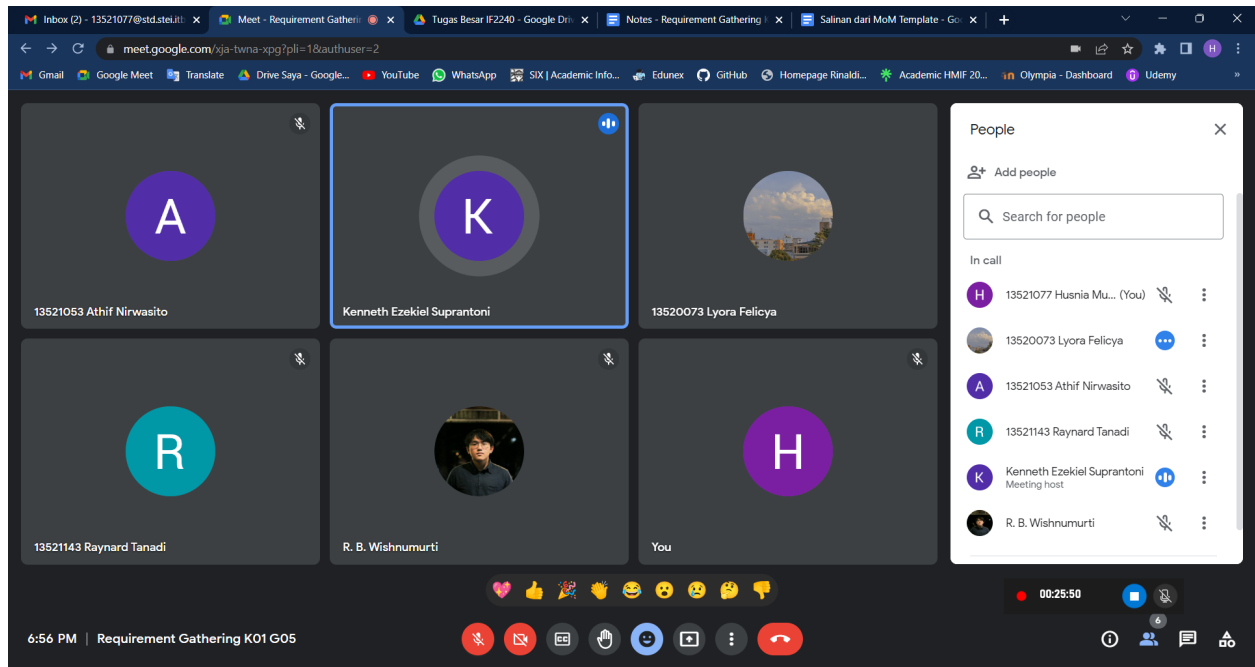 Inbox (2) - 13521077@std.stei.itb
Meet - Requirement Gatherin
Tugas Besar IF2240 - Google Driv
Notes - Requirement Gathering K
Salinan dari MoM Template - Goo
meet.google.com/xja-twna-xpg?pli=1&authuser=2
H
Gmail
Google Meet
Translate
Drive Saya - Google...
YouTube
WhatsApp
SIX | Academic Info...
Edunex
GitHub
Homepage Rinaldi...
Academic HMIF 20...
Olympia - Dashboard
Udemy
»
A
13521053 Athif Nirwasito
K
Kenneth Ezekiel Suprantoni
13520073 Lyora Felicya
R
13521143 Raynard Tanadi
R. B. Wishnumurti
H
You
People
Add people
Search for people
In call
H 13521077 Husnia Mu... (You)
13520073 Lyora Felicya
A 13521053 Athif Nirwasito
R 13521143 Raynard Tanadi
K Kenneth Ezekiel Suprantoni
Meeting host
R. B. Wishnumurti
00:25:50
6
6:56 PM | Requirement Gathering K01 G05
CC